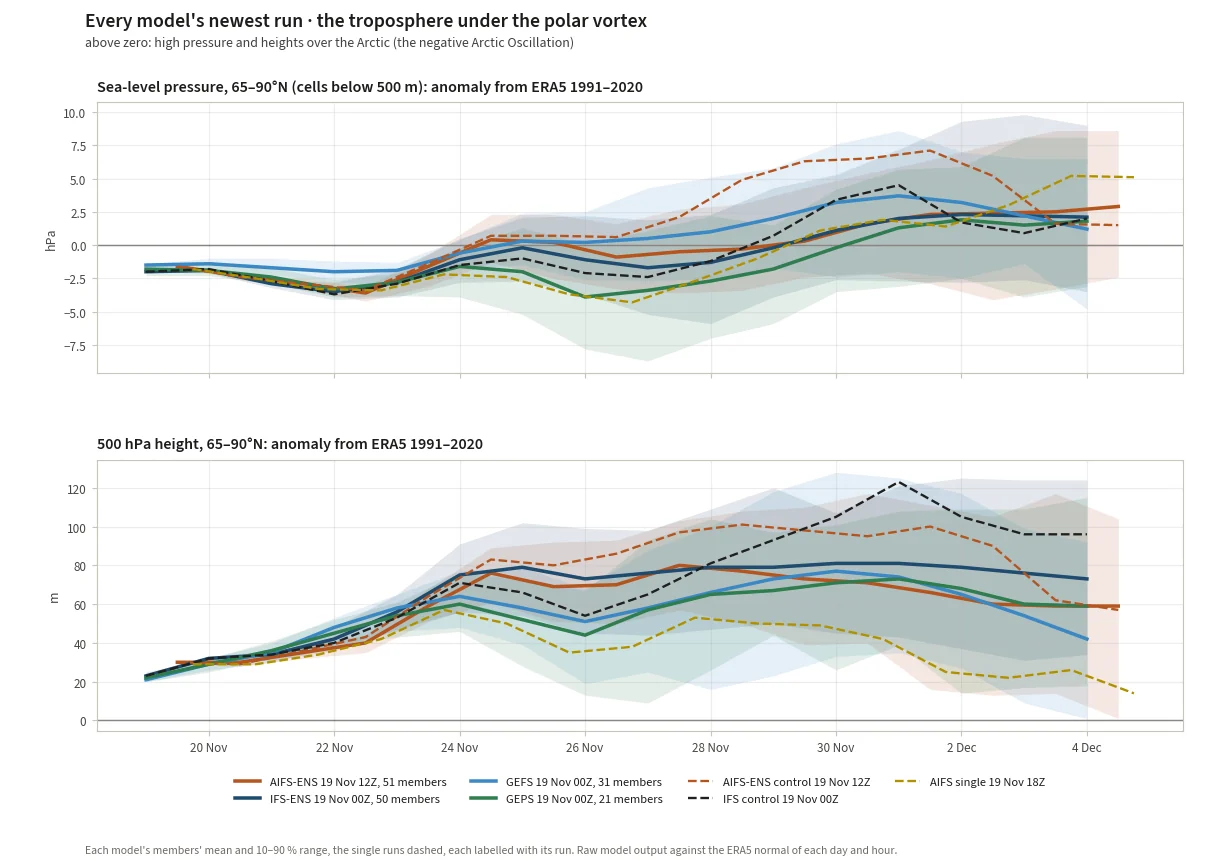 Every model's newest run · the troposphere under the polar vortex
above zero: high pressure and heights over the Arctic (the negative Arctic Oscillation)
Sea-level pressure, 65–90°N (cells below 500 m): anomaly from ERA5 1991–2020
10.0
7.5
5.0
2.5
0.0
−2.5
−5.0
−7.5
hPa
500 hPa height, 65–90°N: anomaly from ERA5 1991–2020
120
100
80
60
40
20
0
m
20 Nov 22 Nov 24 Nov 26 Nov 28 Nov 30 Nov 2 Dec 4 Dec
AIFS-ENS 19 Nov 12Z, 51 members GEFS 19 Nov 00Z, 31 members AIFS-ENS control 19 Nov 12Z AIFS single 19 Nov 18Z
IFS-ENS 19 Nov 00Z, 50 members GEPS 19 Nov 00Z, 21 members IFS control 19 Nov 00Z
Each model's members' mean and 10–90 % range, the single runs dashed, each labelled with its run. Raw model output against the ERA5 normal of each day and hour.